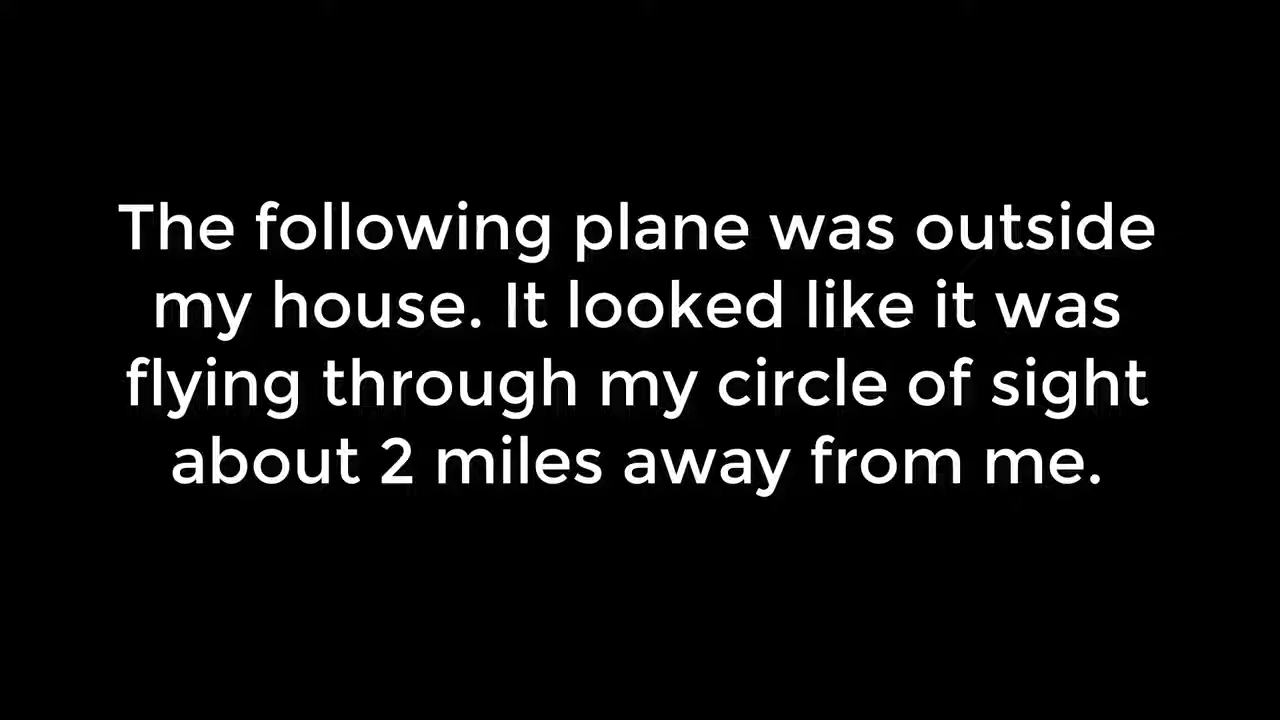 The following plane was outside
my house. It looked like it was
flying through my circle of sight
about 2 miles away from me.